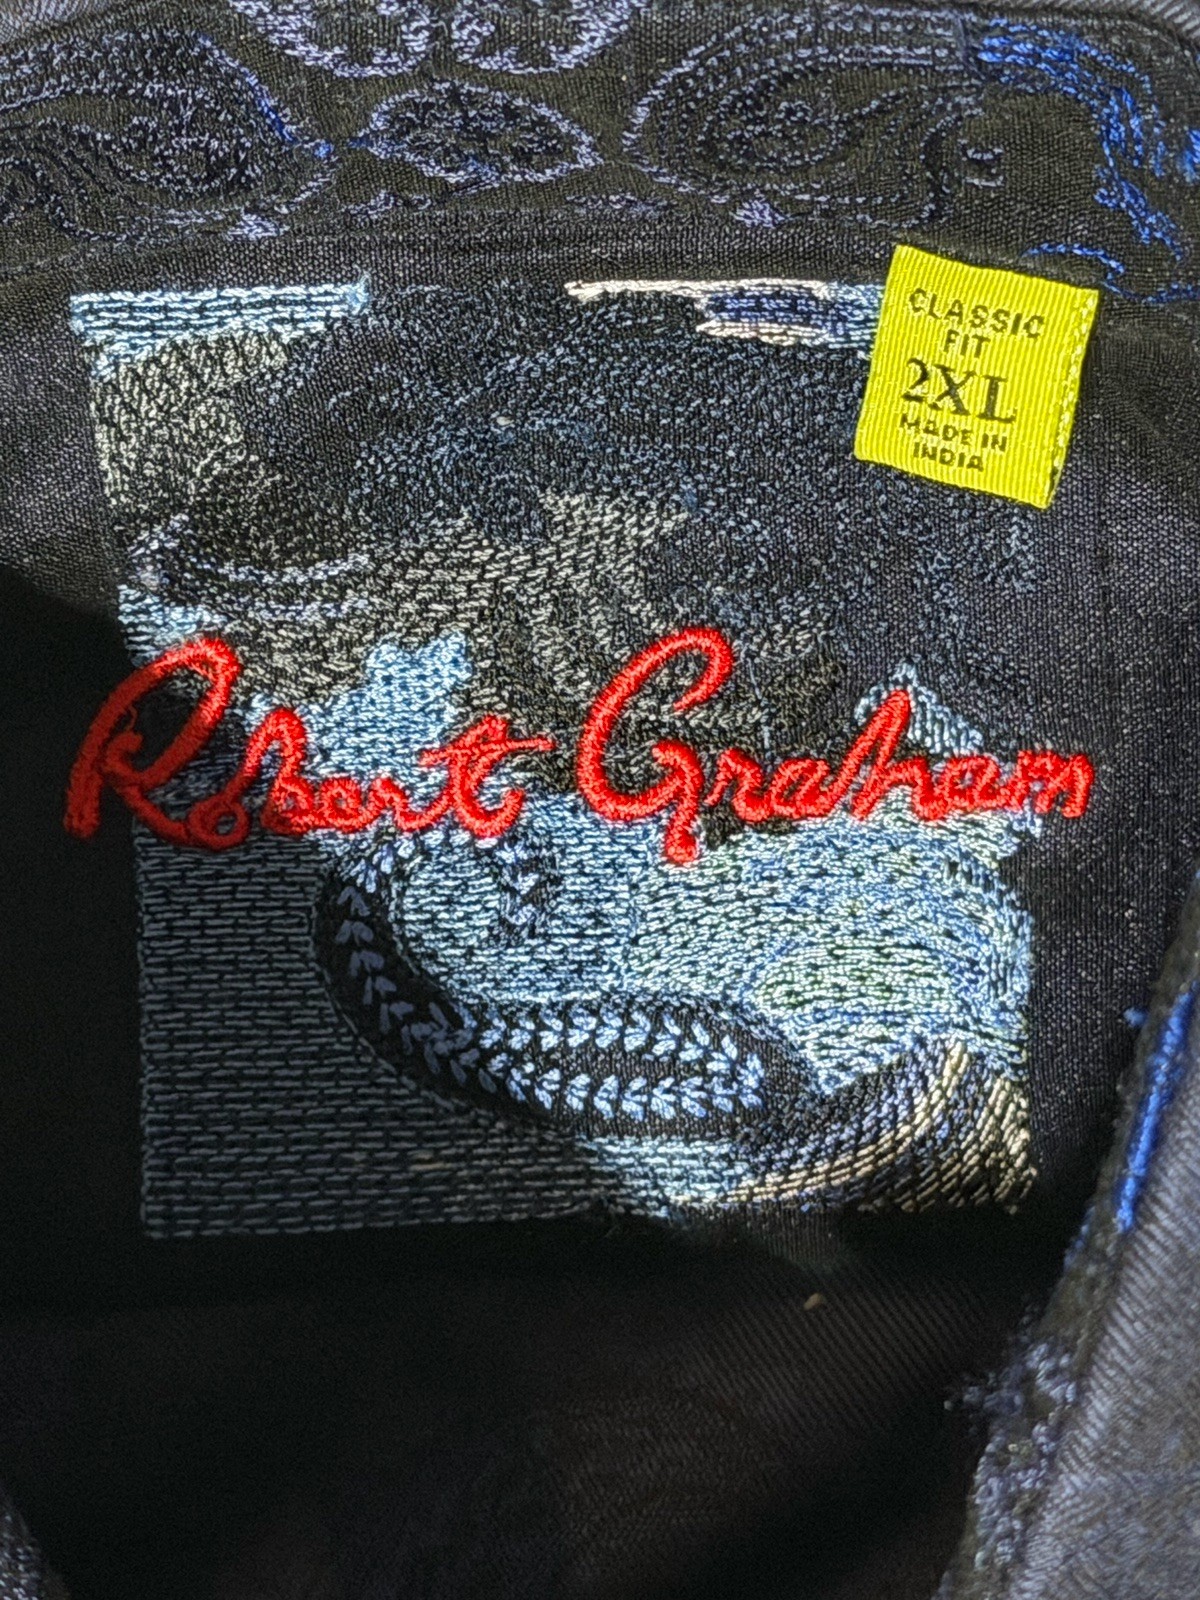 CLASSIC
FIT
2XL
MADE IN
INDIA
Robert Graham